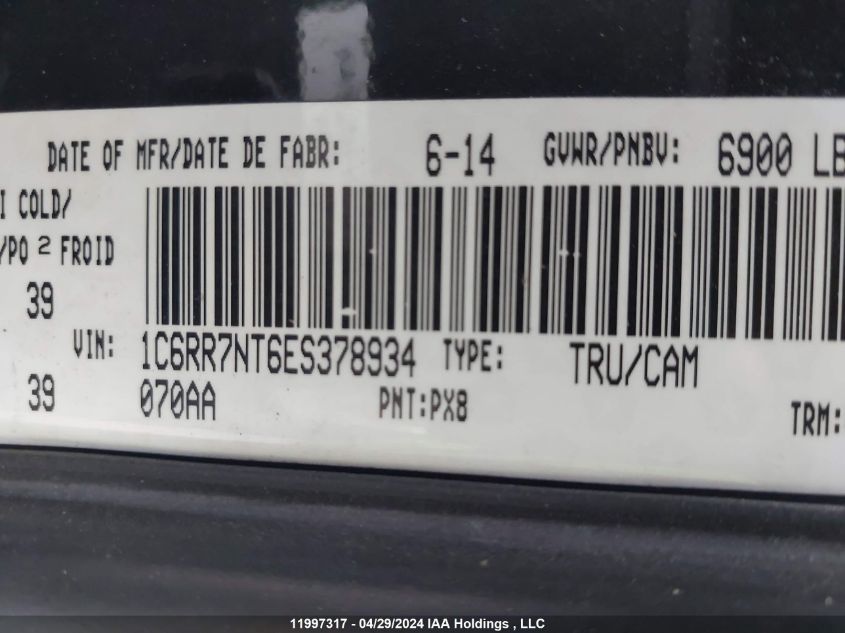 DATE OF MFR/DATE DE FABR: 6-14 GVWR/PNBV: 6900 LB
I COLD/
/PO 2 FROID
39
VIN: 1C6RR7NT6ES378934 TYPE: TRU/CAM
39 070AA PNT:PX8 TRM:
11997317 - 04/29/2024 IAA Holdings , LLC